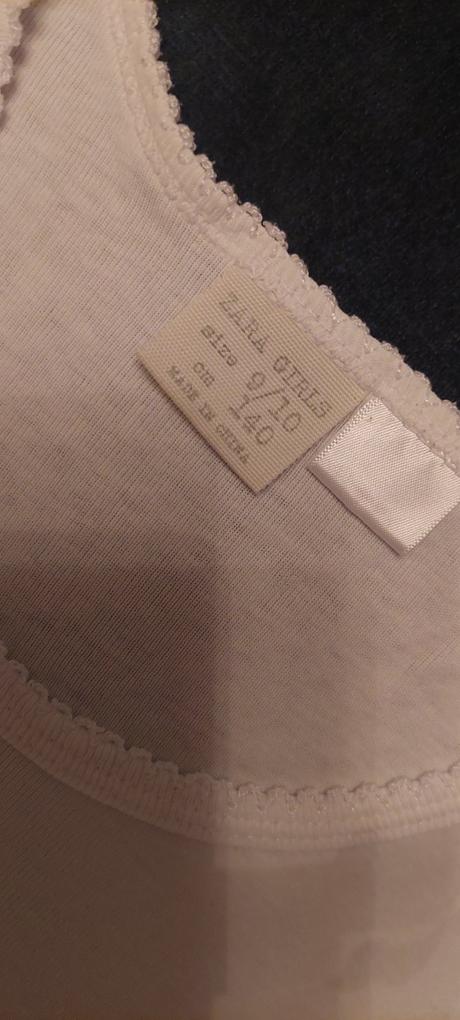 ZARA GIRLS
size 9/10
cm 140
MADE IN CHINA